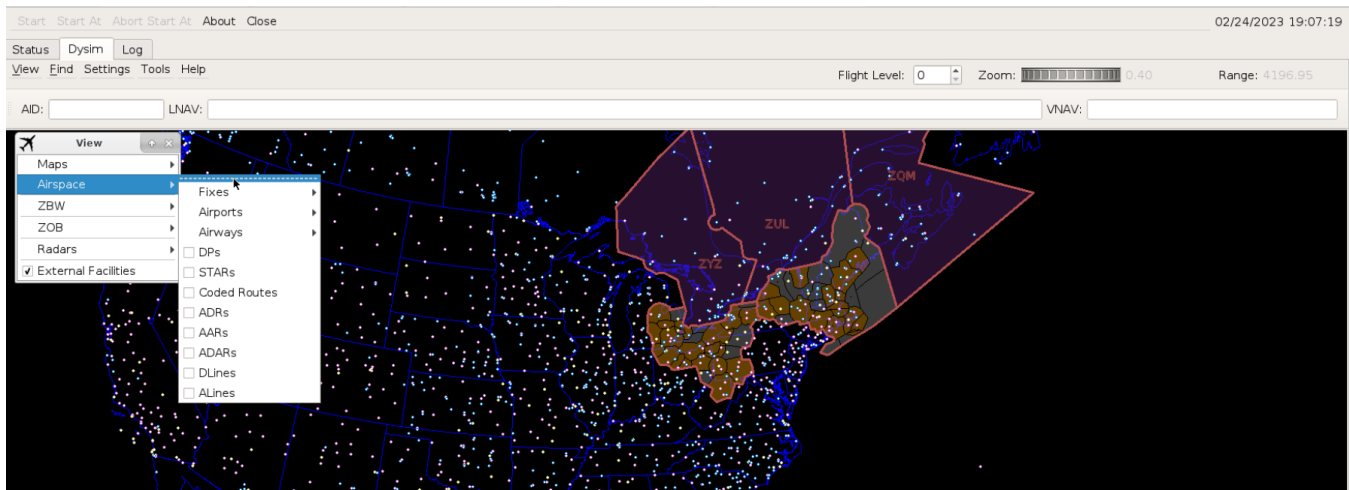 Start Start At Abort Start At About Close 02/24/2023 19:07:19
Status Dysim Log
View Find Settings Tools Help Flight Level: 0 Zoom: 0.40 Range: 4196.95
AID: LNAV: VNAV:
View
Maps
Airspace
ZBW
ZOB
Radars
External Facilities
Fixes
Airports
Airways
DPs
STARs
Coded Routes
ADRs
AARs
ADARs
DLines
ALines
ZQM
ZUL
ZYZ